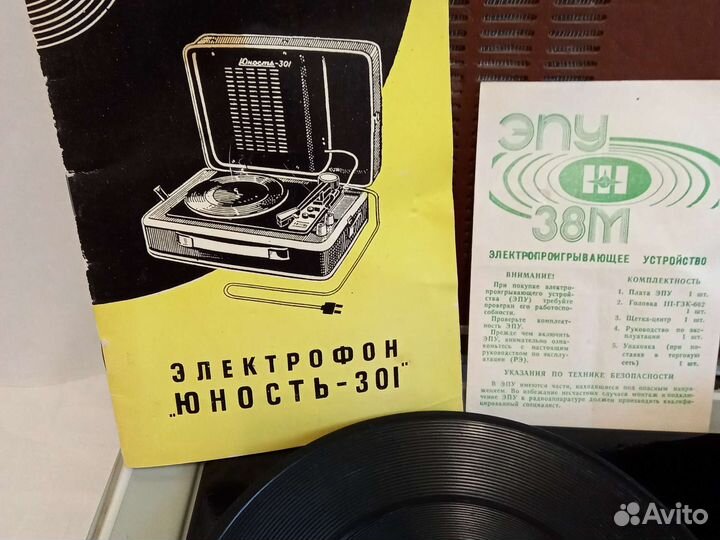 Юность-301
ЭЛЕКТРОФОН
„ЮНОСТЬ-301"
ЭПУ
38М
ЭЛЕКТРОПРОИГРЫВАЮЩЕЕ УСТРОЙСТВО
ВНИМАНИЕ!
При покупке электро-
проигрывающего устрой-
ства (ЭПУ) требуйте
проверки его работоспо-
собности.
Проверьте комплект-
ность ЭПУ.
Прежде чем включить
ЭПУ, внимательно озна-
комьтесь с настоящим
руководством по эксплу-
атации (РЭ).
КОМПЛЕКТНОСТЬ
1. Плата ЭПУ 1 шт.
2. Головка III-ГЗК-602
1 шт.
3. Щетка-центр 1 шт.
4. Руководство по экс-
плуатации 1 шт.
5. Упаковка (при по-
ставке в торговую
сеть) 1 шт.
УКАЗАНИЯ ПО ТЕХНИКЕ БЕЗОПАСНОСТИ
В ЭПУ имеются части, находящиеся под опасным напря-
жением. Во избежание несчастных случаев монтаж и подклю-
чение ЭПУ к радиоаппаратуре должен производить квалифи-
цированный специалист.
Avito